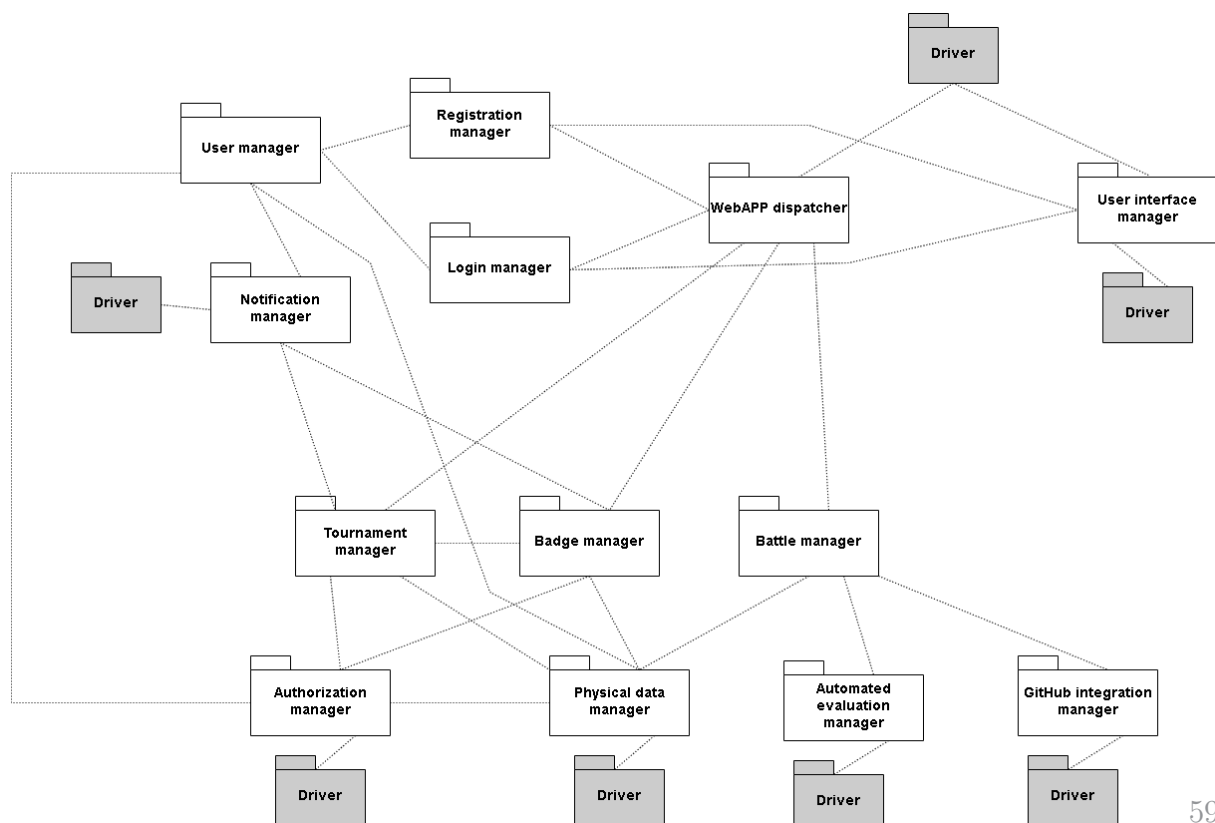 Driver
Registration
manager
User manager
WebAPP dispatcher
User interface
manager
Login manager
Driver
Notification
manager
Driver
Tournament
manager
Badge manager
Battle manager
Authorization
manager
Physical data
manager
Automated
evaluation
manager
GitHub integration
manager
Driver
Driver
Driver
Driver
59